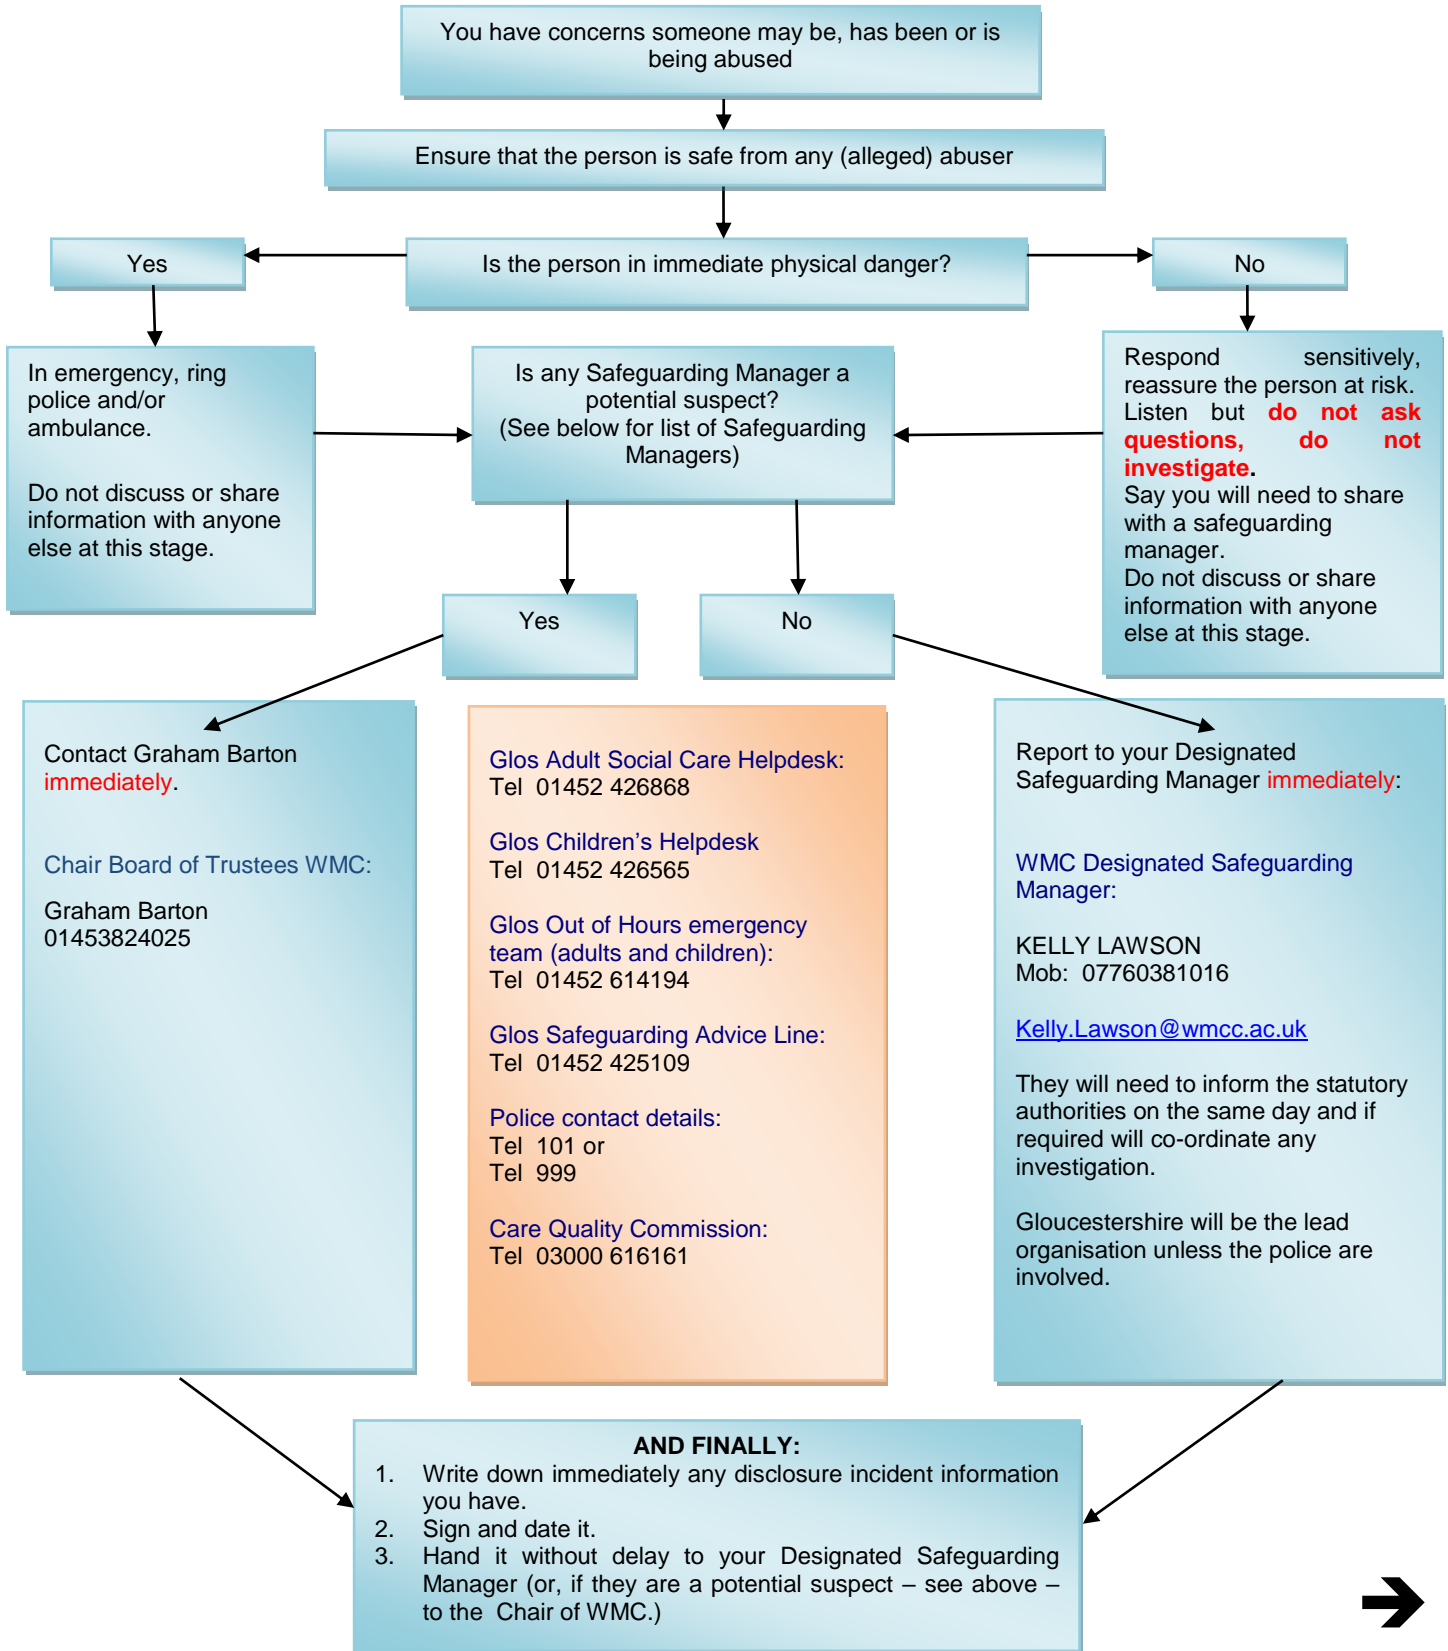 You have concerns someone may be, has been or is
being abused
Ensure that the person is safe from any (alleged) abuser
Yes
Is the person in immediate physical danger?
No
In emergency, ring
police and/or
ambulance.
Do not discuss or share
information with anyone
else at this stage.
Is any Safeguarding Manager a
potential suspect?
(See below for list of Safeguarding
Managers)
Respond sensitively,
reassure the person at risk.
Listen but do not ask
questions, do not
investigate.
Say you will need to share
with a safeguarding
manager.
Do not discuss or share
information with anyone
else at this stage.
Yes
No
Contact Graham Barton
immediately.
Chair Board of Trustees WMC:
Graham Barton
01453824025
Glos Adult Social Care Helpdesk:
Tel 01452 426868
Glos Children's Helpdesk
Tel 01452 426565
Glos Out of Hours emergency
team (adults and children):
Tel 01452 614194
Glos Safeguarding Advice Line:
Tel 01452 425109
Police contact details:
Tel 101 or
Tel 999
Care Quality Commission:
Tel 03000 616161
Report to your Designated
Safeguarding Manager immediately:
WMC Designated Safeguarding
Manager:
KELLY LAWSON
Mob: 07760381016
Kelly.Lawson@wmcc.ac.uk
They will need to inform the statutory
authorities on the same day and if
required will co-ordinate any
investigation.
Gloucestershire will be the lead
organisation unless the police are
involved.
AND FINALLY:
1. Write down immediately any disclosure incident information
you have.
2. Sign and date it.
3. Hand it without delay to your Designated Safeguarding
Manager (or, if they are a potential suspect – see above –
to the Chair of WMC.)